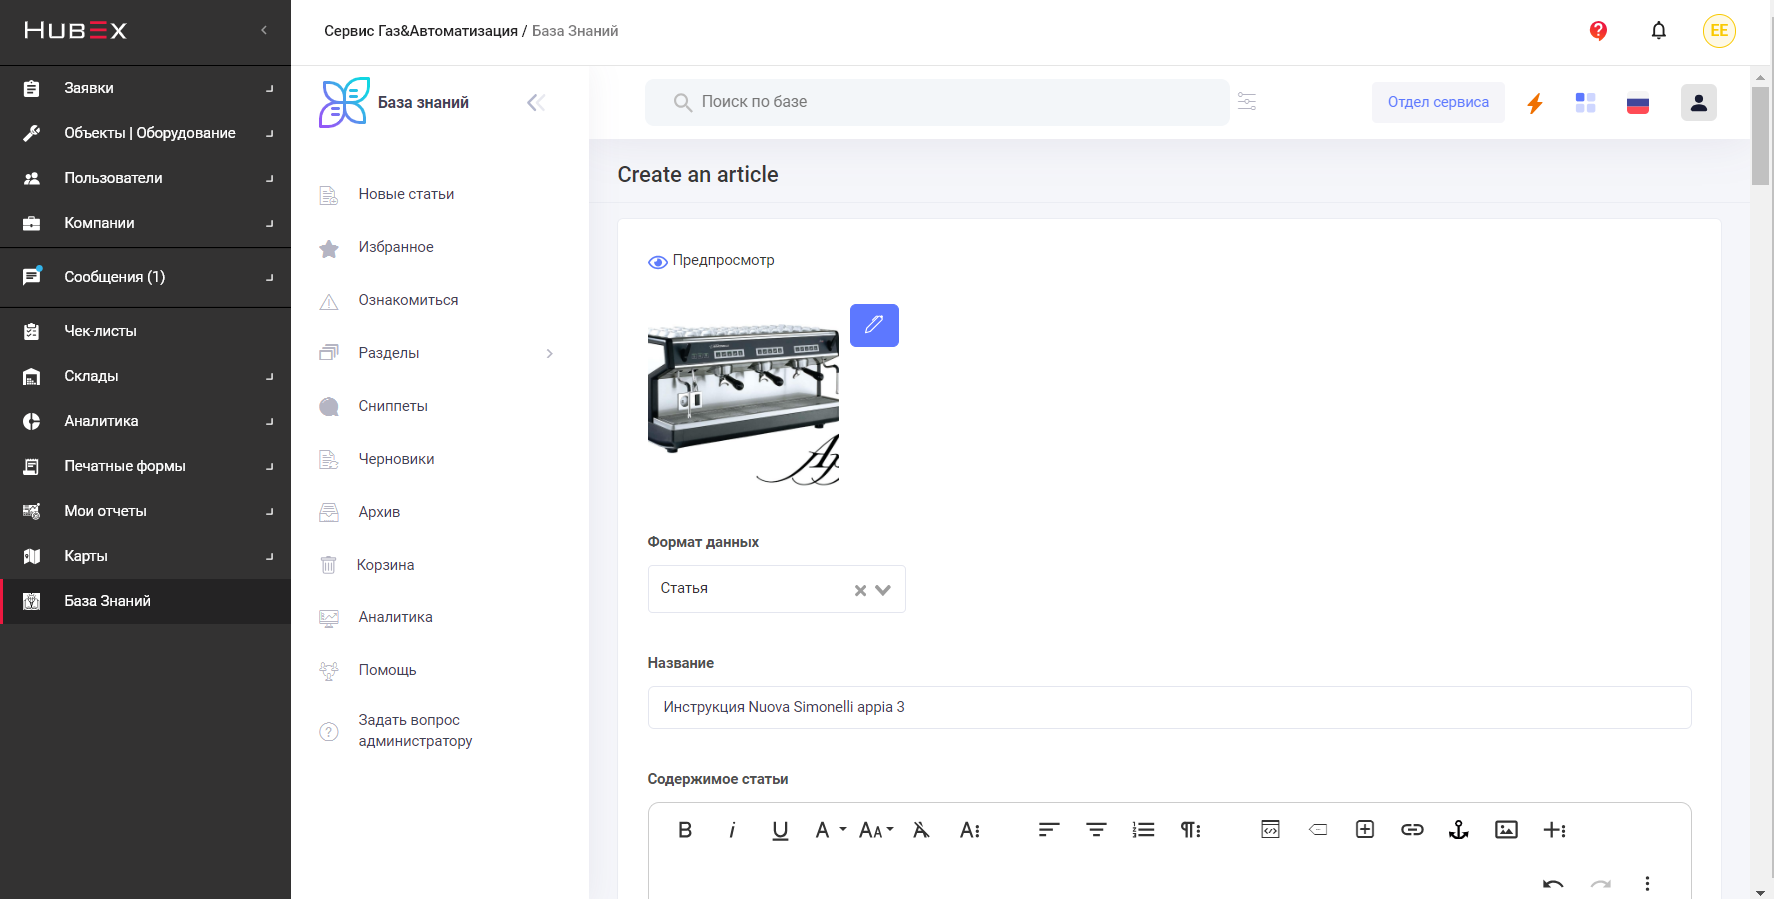 HUBEX
Сервис Газ&Автоматизация / База Знаний
EE
Заявки
Объекты | Оборудование
Пользователи
Компании
Сообщения (1)
Чек-листы
Склады
Аналитика
Печатные формы
Мои отчеты
Карты
База Знаний
База знаний
Новые статьи
Избранное
Ознакомиться
Разделы
Сниппеты
Черновики
Архив
Корзина
Аналитика
Помощь
Задать вопрос
администратору
Поиск по базе
Отдел сервиса
Create an article
Предпросмотр
Ap
Формат данных
Статья
Название
Инструкция Nuova Simonelli appia 3
Содержимое статьи